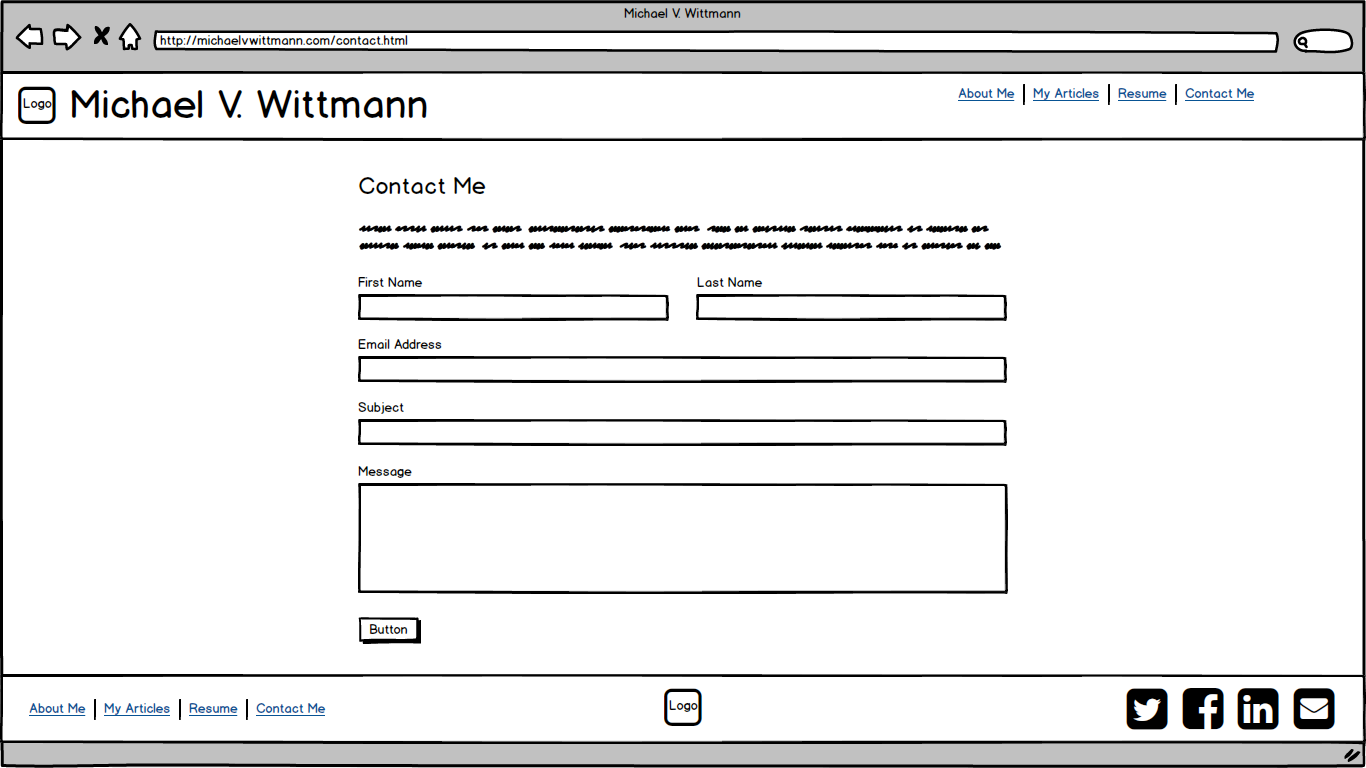 Michael V. Wittmann
http://michaelvwittmann.com/contact.html
Logo Michael V. Wittmann About Me My Articles Resume Contact Me
Contact Me
First Name Last Name
Email Address
Subject
Message
Button
About Me My Articles Resume Contact Me Logo